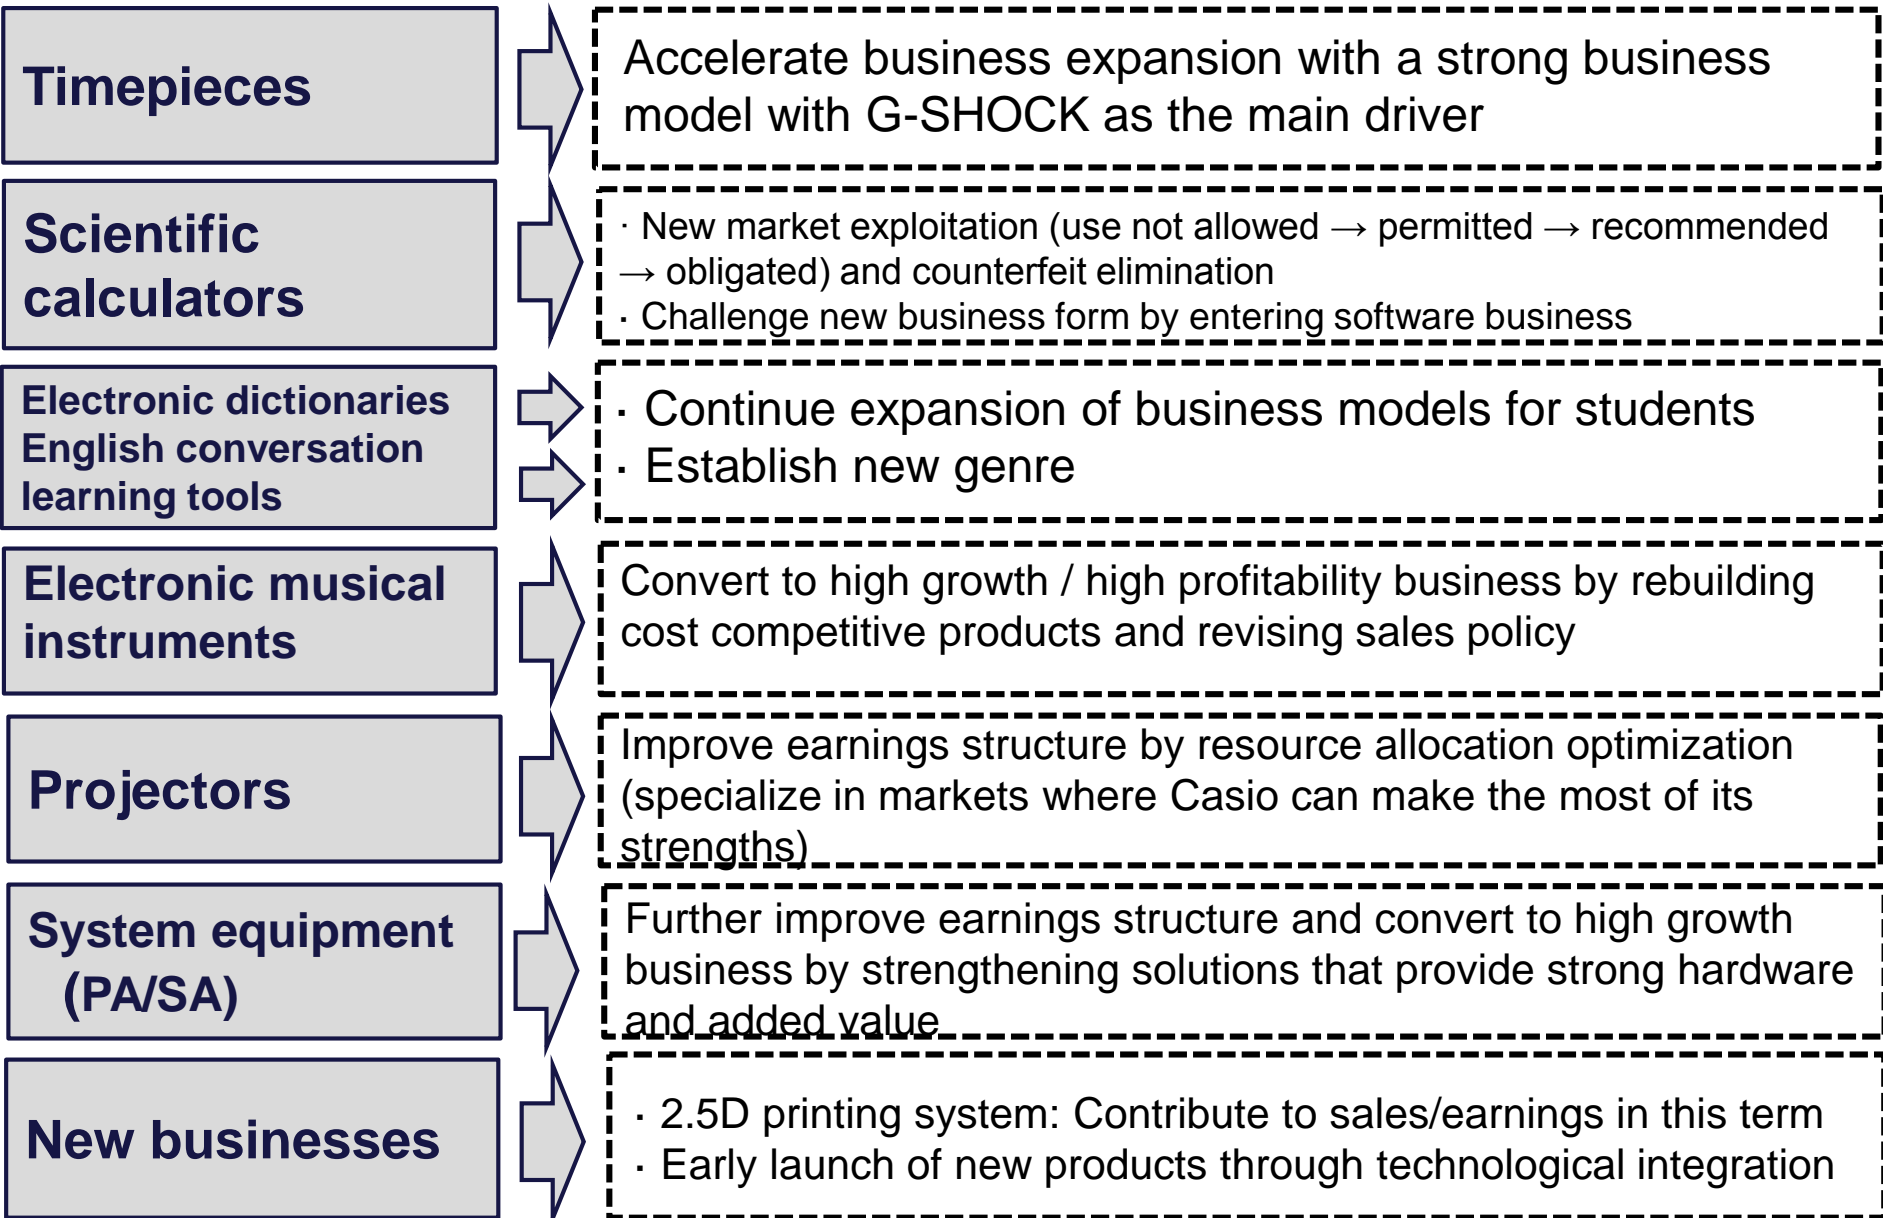 Timepieces
Accelerate business expansion with a strong business
model with G-SHOCK as the main driver
Scientific
calculators
· New market exploitation (use not allowed → permitted → recommended
→ obligated) and counterfeit elimination
· Challenge new business form by entering software business
Electronic dictionaries
English conversation
learning tools
· Continue expansion of business models for students
· Establish new genre
Electronic musical
instruments
Convert to high growth / high profitability business by rebuilding
cost competitive products and revising sales policy
Projectors
Improve earnings structure by resource allocation optimization
(specialize in markets where Casio can make the most of its
strengths)
System equipment
(PA/SA)
Further improve earnings structure and convert to high growth
business by strengthening solutions that provide strong hardware
and added value
New businesses
· 2.5D printing system: Contribute to sales/earnings in this term
· Early launch of new products through technological integration